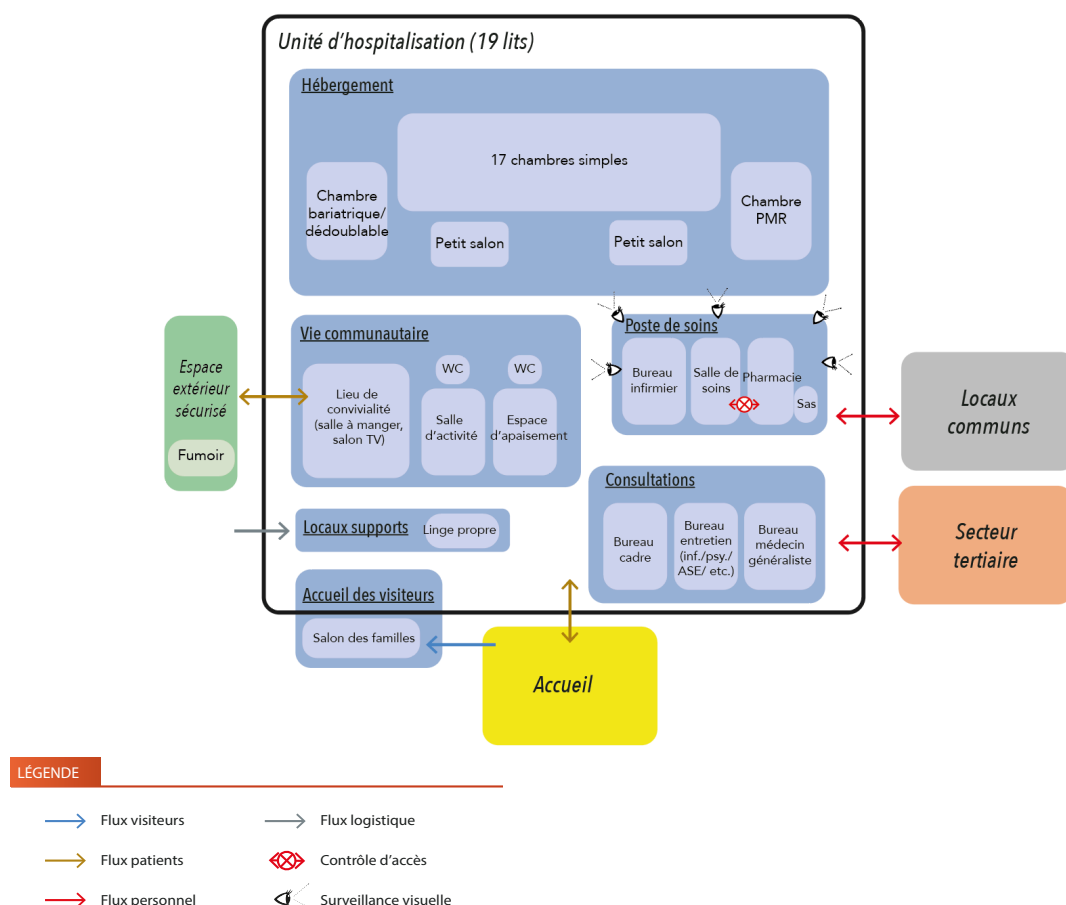 Unité d'hospitalisation (19 lits)
Hébergement
17 chambres simples
Chambre
bariatrique/
dédoublable
Chambre
PMR
Petit salon
Petit salon
Vie communautaire
Poste de soins
Espace
extérieur
sécurisé
Fumoir
Lieu de
convivialité
(salle à manger,
salon TV)
WC
WC
Salle
d'activité
Espace
d'apaisement
Bureau
infirmier
Salle de
soins
Pharmacie
Sas
Locaux
communs
Consultations
Bureau
cadre
Bureau
entretien
(inf./psy./
ASE/ etc.)
Bureau
médecin
généraliste
Secteur
tertiaire
Locaux supports
Linge propre
Accueil des visiteurs
Salon des familles
Accueil
LÉGENDE
Flux visiteurs
Flux logistique
Flux patients
Contrôle d'accès
Flux personnel
Surveillance visuelle